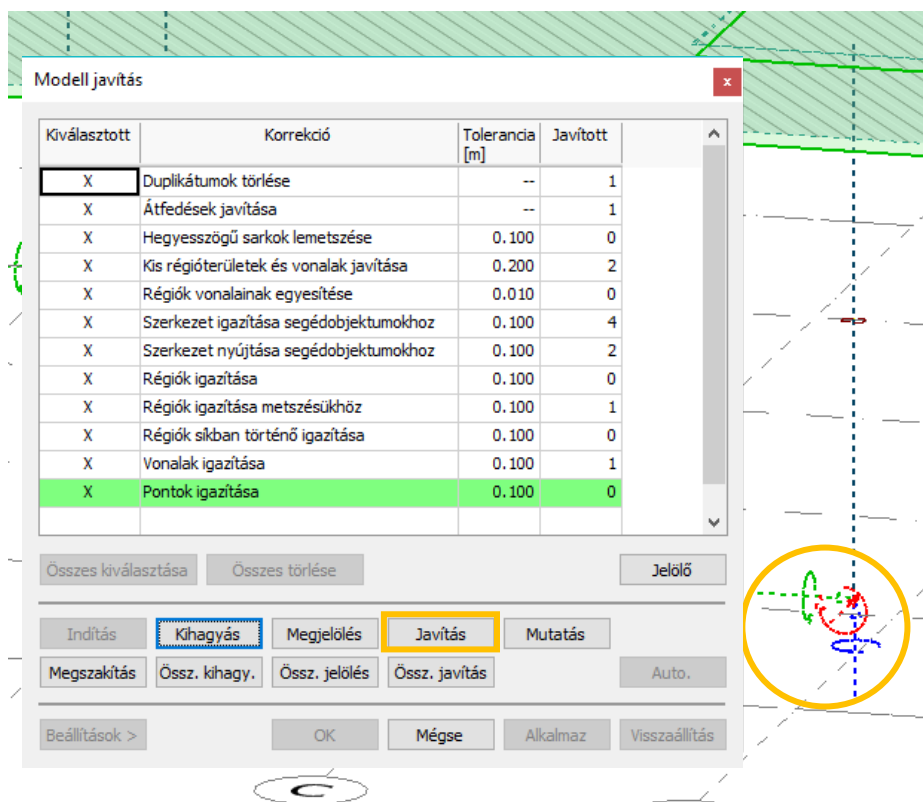 Modell javítás
x
Kiválasztott Korrekció Tolerancia [m] Javított
X Duplikátumok törlése -- 1
X Átfedések javítása -- 1
X Hegyesszögű sarkok lemetszése 0.100 0
X Kis régióterületek és vonalak javítása 0.200 2
X Régiók vonalainak egyesítése 0.010 0
X Szerkezet igazítása segédobjektumokhoz 0.100 4
X Szerkezet nyújtása segédobjektumokhoz 0.100 2
X Régiók igazítása 0.100 0
X Régiók igazítása metszésükhöz 0.100 1
X Régiók síkban történő igazítása 0.100 0
X Vonalak igazítása 0.100 1
X Pontok igazítása 0.100 0
Összes kiválasztása Összes törlése Jelölő
Indítás Kihagyás Megjelölés Javítás Mutatás
Megszakítás Össz. kihagy. Össz. jelölés Össz. javítás Auto.
Beállítások > OK Mégse Alkalmaz Visszaállítás
C